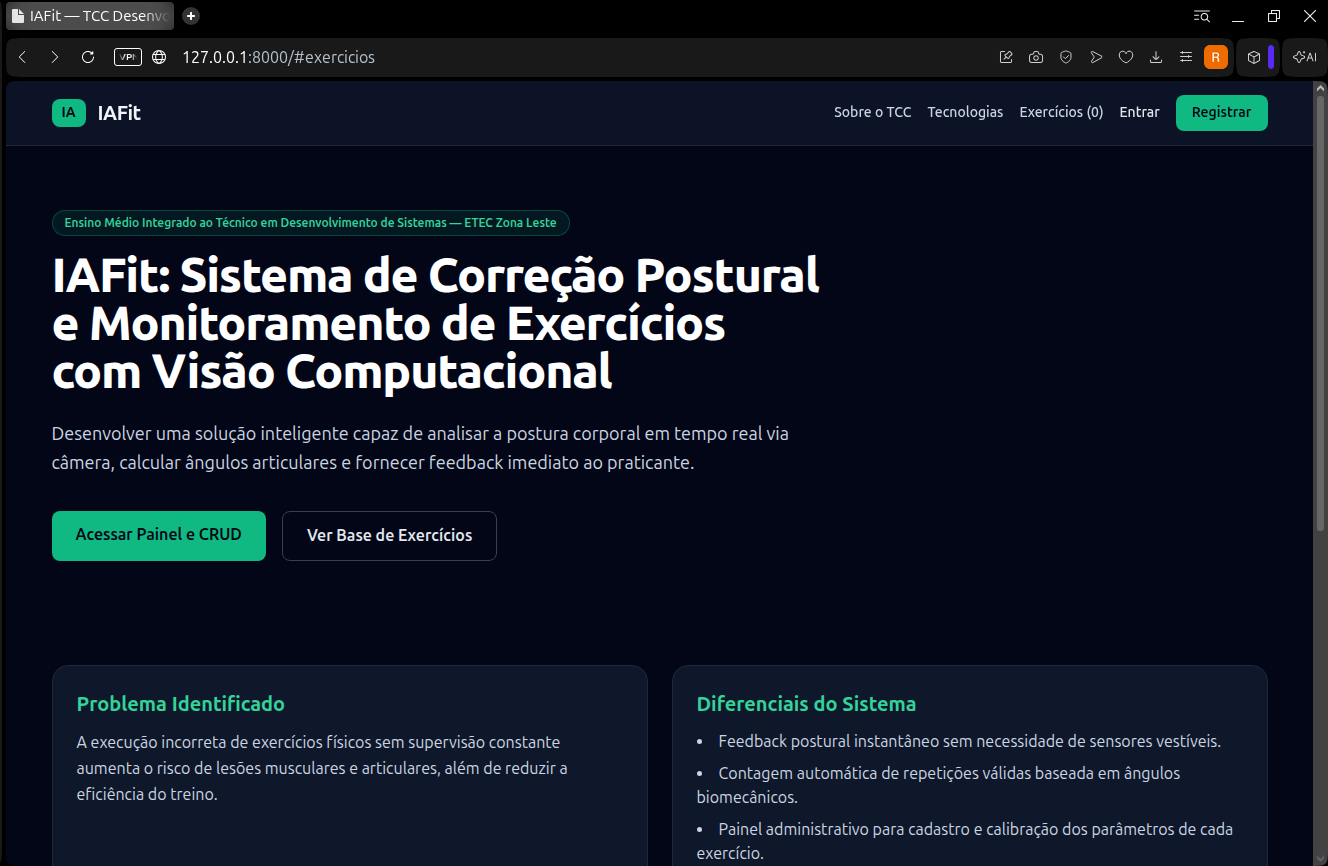 IAFit — TCC Desenvo
VPN
127.0.0.1:8000/#exercicios
R
AI
IA
IAFit
Sobre o TCC
Tecnologias
Exercícios (0)
Entrar
Registrar
Ensino Médio Integrado ao Técnico em Desenvolvimento de Sistemas — ETEC Zona Leste
IAFit: Sistema de Correção Postural
e Monitoramento de Exercícios
com Visão Computacional
Desenvolver uma solução inteligente capaz de analisar a postura corporal em tempo real via
câmera, calcular ângulos articulares e fornecer feedback imediato ao praticante.
Acessar Painel e CRUD
Ver Base de Exercícios
Problema Identificado
A execução incorreta de exercícios físicos sem supervisão constante
aumenta o risco de lesões musculares e articulares, além de reduzir a
eficiência do treino.
Diferenciais do Sistema
• Feedback postural instantâneo sem necessidade de sensores vestíveis.
• Contagem automática de repetições válidas baseada em ângulos
biomecânicos.
• Painel administrativo para cadastro e calibração dos parâmetros de cada
exercício.